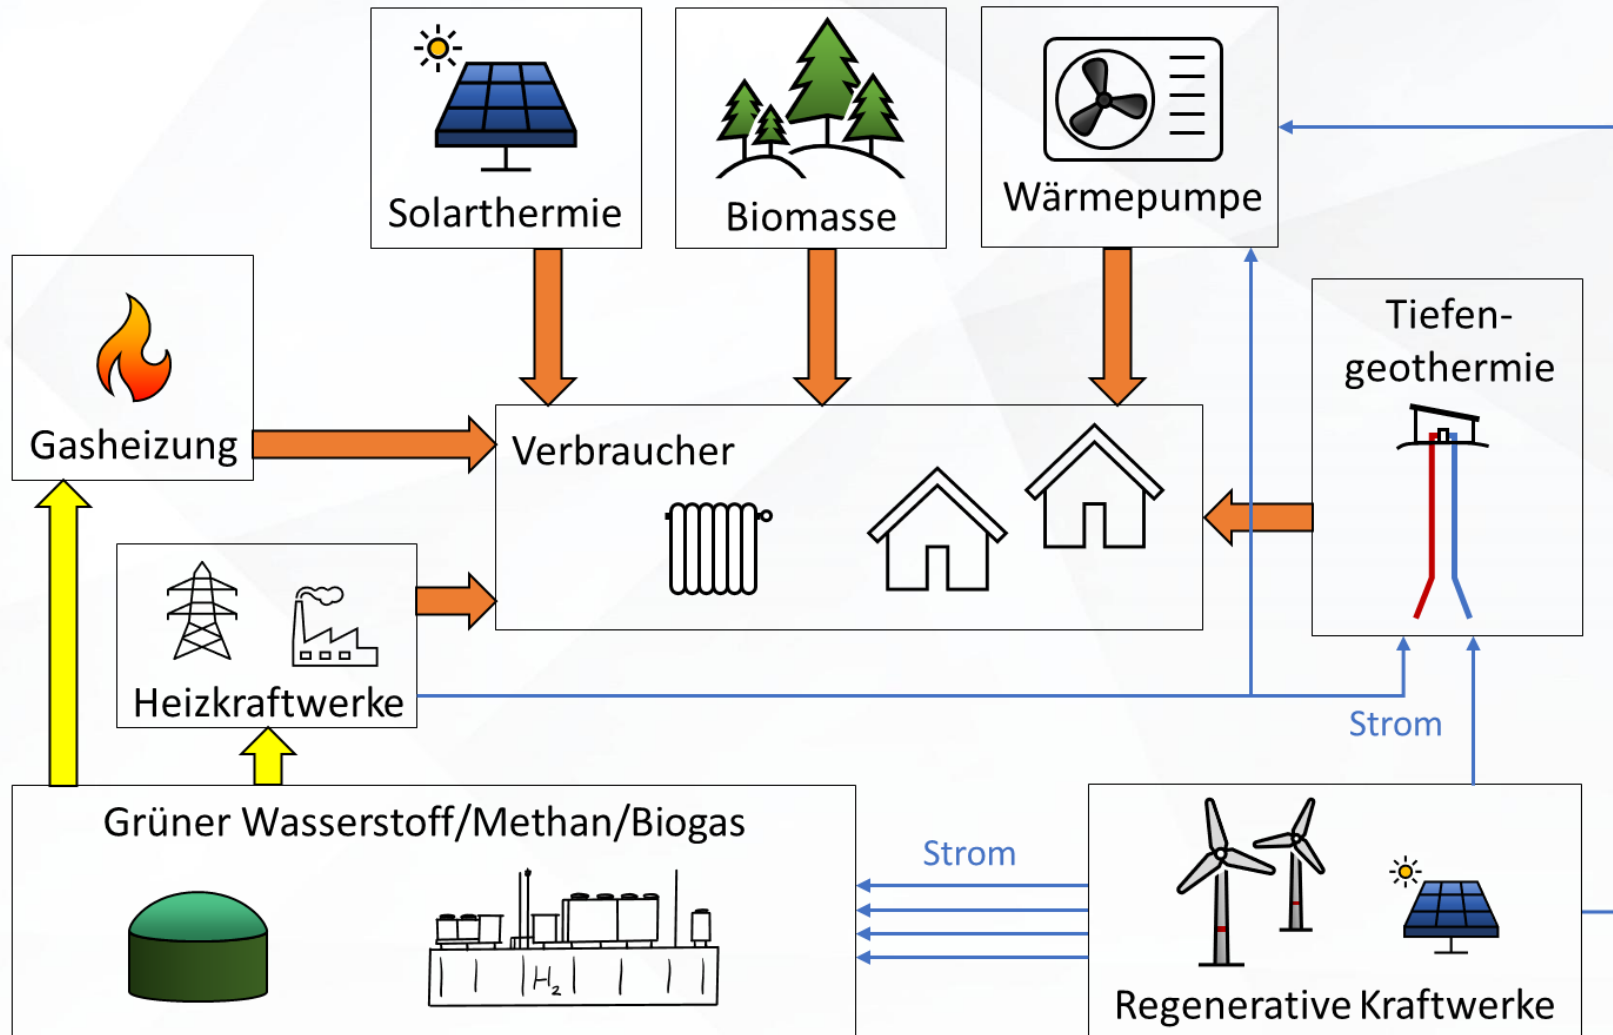 Solarthermie
Biomasse
Wärmepumpe
Gasheizung
Verbraucher
Tiefen-
geothermie
Heizkraftwerke
Strom
Grüner Wasserstoff/Methan/Biogas
H2
Strom
Regenerative Kraftwerke